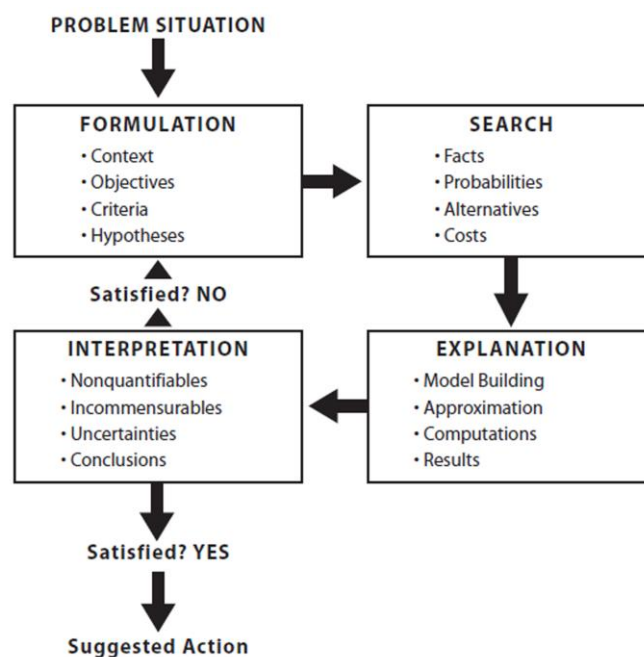 PROBLEM SITUATION
FORMULATION
• Context
• Objectives
• Criteria
• Hypotheses
SEARCH
• Facts
• Probabilities
• Alternatives
• Costs
Satisfied? NO
INTERPRETATION
• Nonquantifiables
• Incommensurables
• Uncertainties
• Conclusions
EXPLANATION
• Model Building
• Approximation
• Computations
• Results
Satisfied? YES
Suggested Action